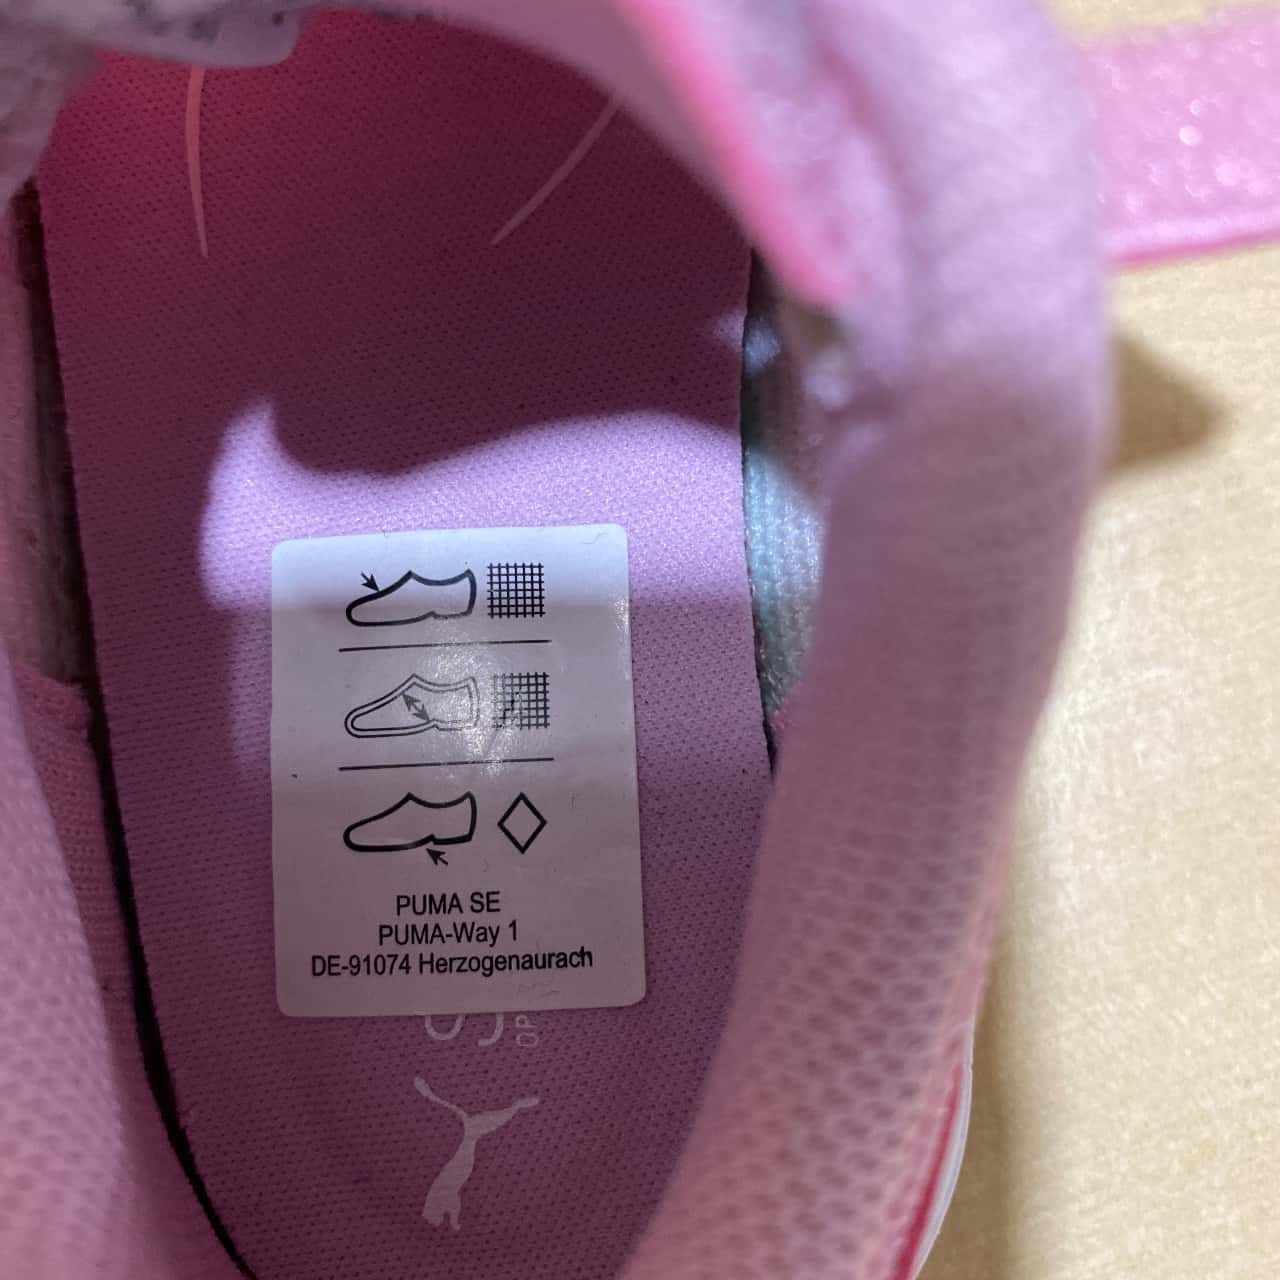 PUMA SE
PUMA-Way 1
DE-91074 Herzogenaurach